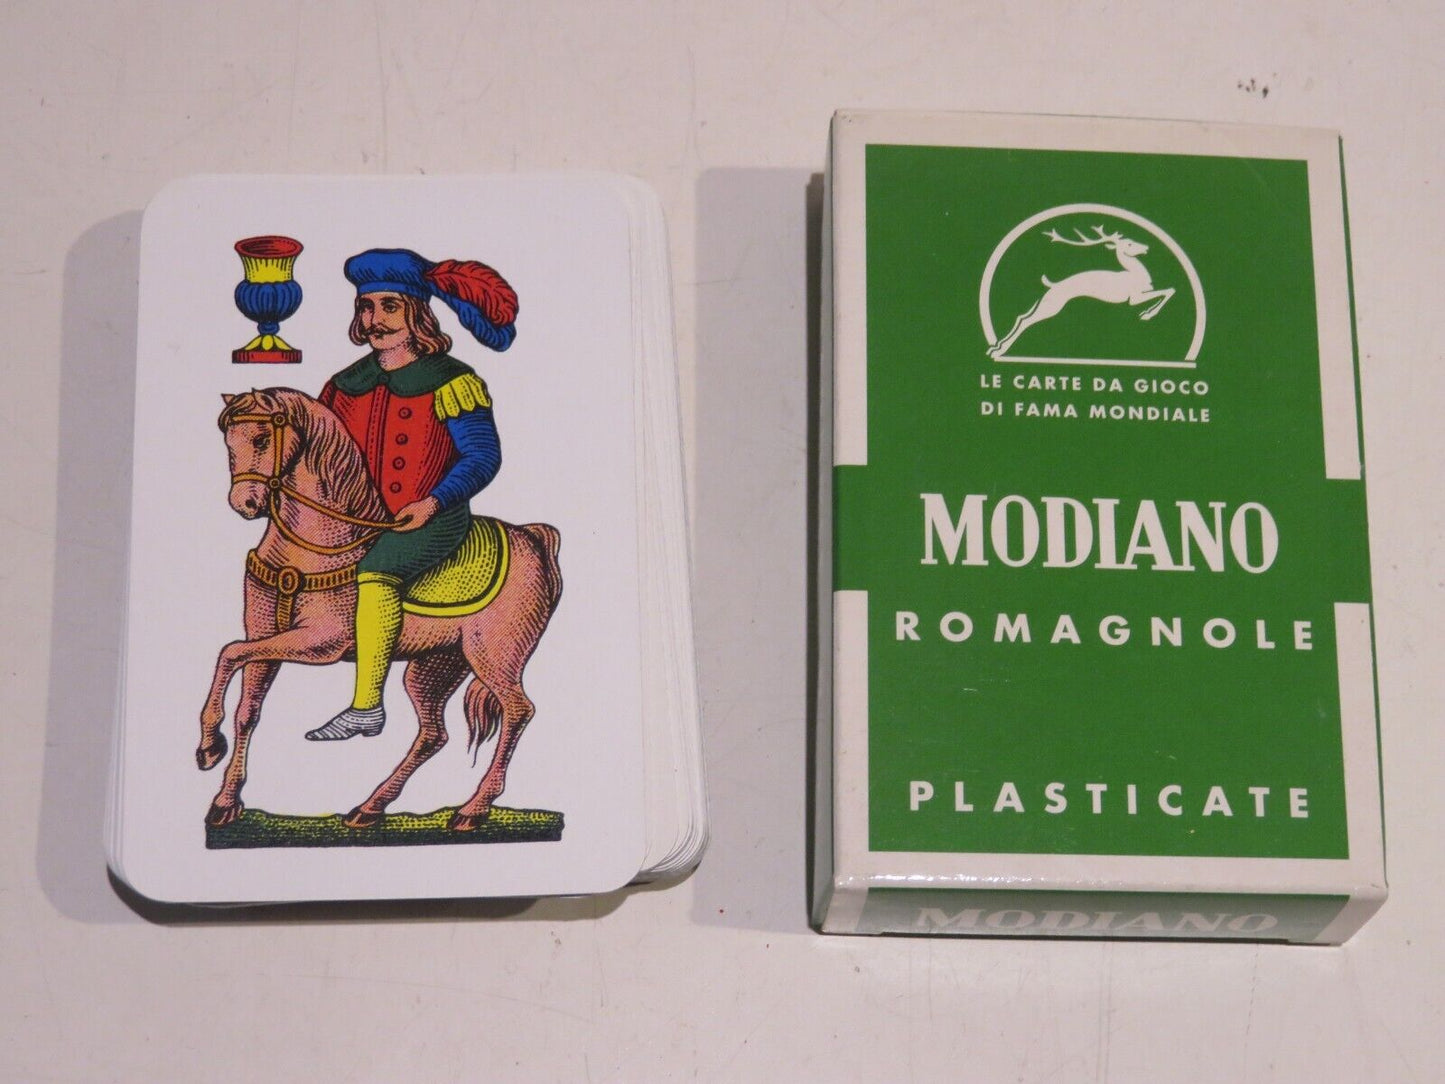 LE CARTE DA GIOCO
DI FAMA MONDIALE
MODIANO
ROMAGNOLE
PLASTICATE
MODIANO